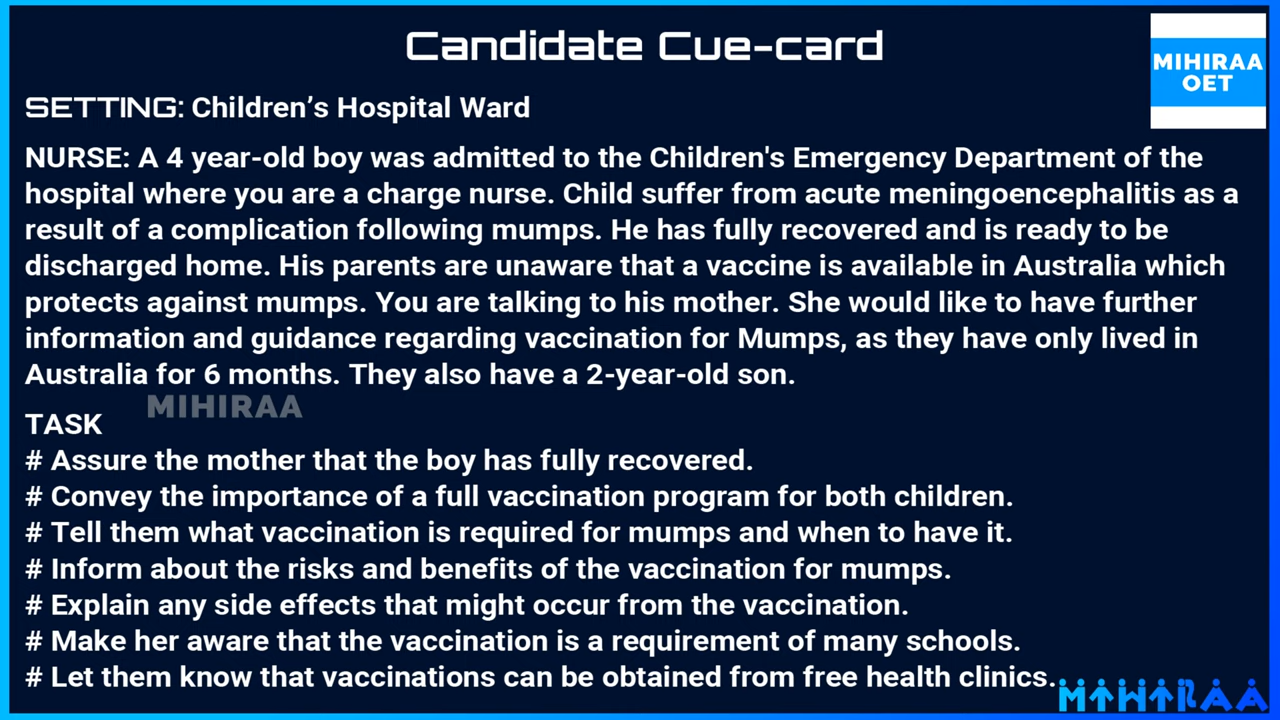 Candidate Cue-card
MIHIRAA
OET
SETTING: Children's Hospital Ward
NURSE: A 4 year-old boy was admitted to the Children's Emergency Department of the
hospital where you are a charge nurse. Child suffer from acute meningoencephalitis as a
result of a complication following mumps. He has fully recovered and is ready to be
discharged home. His parents are unaware that a vaccine is available in Australia which
protects against mumps. You are talking to his mother. She would like to have further
information and guidance regarding vaccination for Mumps, as they have only lived in
Australia for 6 months. They also have a 2-year-old son.
MIHIRAA
TASK
# Assure the mother that the boy has fully recovered.
# Convey the importance of a full vaccination program for both children.
# Tell them what vaccination is required for mumps and when to have it.
# Inform about the risks and benefits of the vaccination for mumps.
# Explain any side effects that might occur from the vaccination.
# Make her aware that the vaccination is a requirement of many schools.
# Let them know that vaccinations can be obtained from free health clinics.
MIHIRAA